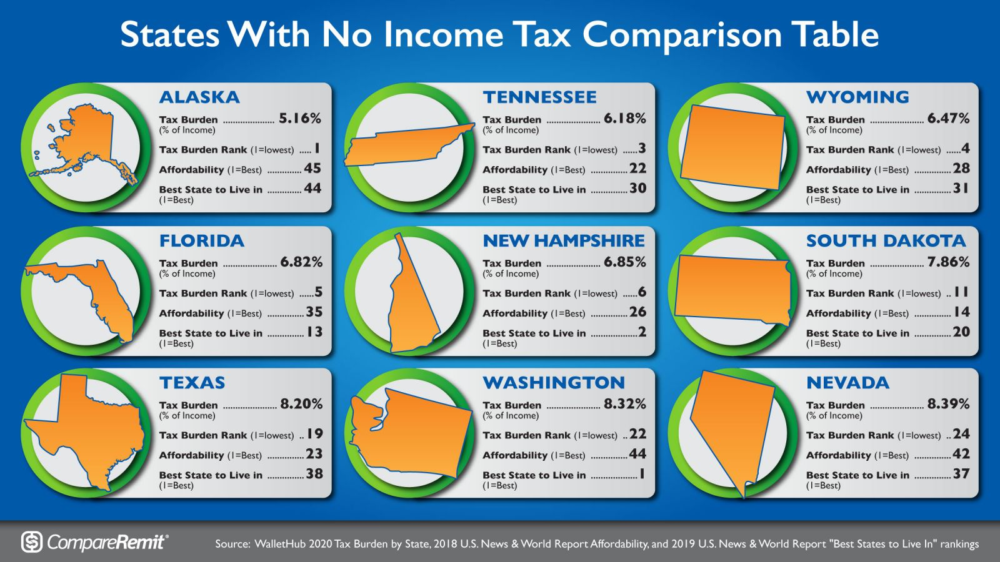 States With No Income Tax Comparison Table
ALASKA
Tax Burden ..................... 5.16%
(% of Income)
Tax Burden Rank (1=lowest) ..... 1
Affordability (1=Best) ............. 45
Best State to Live in ............. 44
(1=Best)
TENNESSEE
Tax Burden ..................... 6.18%
(% of Income)
Tax Burden Rank (1=lowest) ......3
Affordability (1=Best) .............. 22
Best State to Live in .............. 30
(1=Best)
WYOMING
Tax Burden ..................... 6.47%
(% of Income)
Tax Burden Rank (1=lowest) ......4
Affordability (1=Best) .............. 28
Best State to Live in .............. 31
(1=Best)
FLORIDA
Tax Burden ..................... 6.82%
(% of Income)
Tax Burden Rank (1=lowest) ......5
Affordability (1=Best) .............. 35
Best State to Live in .............. 13
(1=Best)
NEW HAMPSHIRE
Tax Burden ..................... 6.85%
(% of Income)
Tax Burden Rank (1=lowest) ......6
Affordability (1=Best) .............. 26
Best State to Live in ..............2
(1=Best)
SOUTH DAKOTA
Tax Burden ..................... 7.86%
(% of Income)
Tax Burden Rank (1=lowest) .. 11
Affordability (1=Best) .............. 14
Best State to Live in ..............20
(1=Best)
TEXAS
Tax Burden ..................... 8.20%
(% of Income)
Tax Burden Rank (1=lowest) .. 19
Affordability (1=Best) .............. 23
Best State to Live in .............. 38
(1=Best)
WASHINGTON
Tax Burden ..................... 8.32%
(% of Income)
Tax Burden Rank (1=lowest) .. 22
Affordability (1=Best) .............. 44
Best State to Live in .............. 1
(1=Best)
NEVADA
Tax Burden ..................... 8.39%
(% of Income)
Tax Burden Rank (1=lowest) .. 24
Affordability (1=Best) .............. 42
Best State to Live in .............. 37
(1=Best)
CompareRemit®
Source: WalletHub 2020 Tax Burden by State, 2018 U.S. News & World Report Affordability, and 2019 U.S. News & World Report "Best States to Live In" rankings